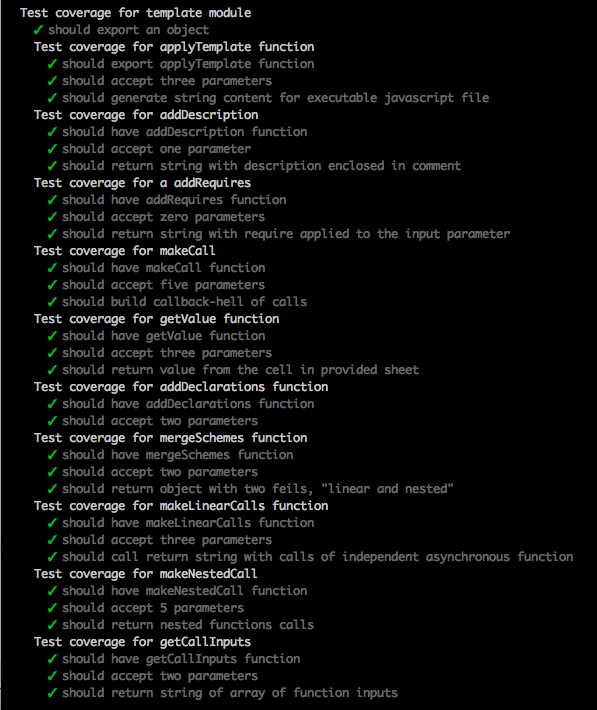 Test coverage for template module
✓ should export an object
Test coverage for applyTemplate function
✓ should export applyTemplate function
✓ should accept three parameters
✓ should generate string content for executable javascript file
Test coverage for addDescription
✓ should have addDescription function
✓ should accept one parameter
✓ should return string with description enclosed in comment
Test coverage for a addRequires
✓ should have addRequires function
✓ should accept zero parameters
✓ should return string with require applied to the input parameter
Test coverage for makeCall
✓ should have makeCall function
✓ should accept five parameters
✓ should build callback-hell of calls
Test coverage for getValue function
✓ should have getValue function
✓ should accept three parameters
✓ should return value from the cell in provided sheet
Test coverage for addDeclarations function
✓ should have addDeclarations function
✓ should accept two parameters
Test coverage for mergeSchemes function
✓ should have mergeSchemes function
✓ should accept two parameters
✓ should return object with two feils, "linear and nested"
Test coverage for makeLinearCalls function
✓ should have makeLinearCalls function
✓ should accept three parameters
✓ should call return string with calls of independent asynchronous function
Test coverage for makeNestedCall
✓ should have makeNestedCall function
✓ should accept 5 parameters
✓ should return nested functions calls
Test coverage for getCallInputs
✓ should have getCallInputs function
✓ should accept two parameters
✓ should return string of array of function inputs